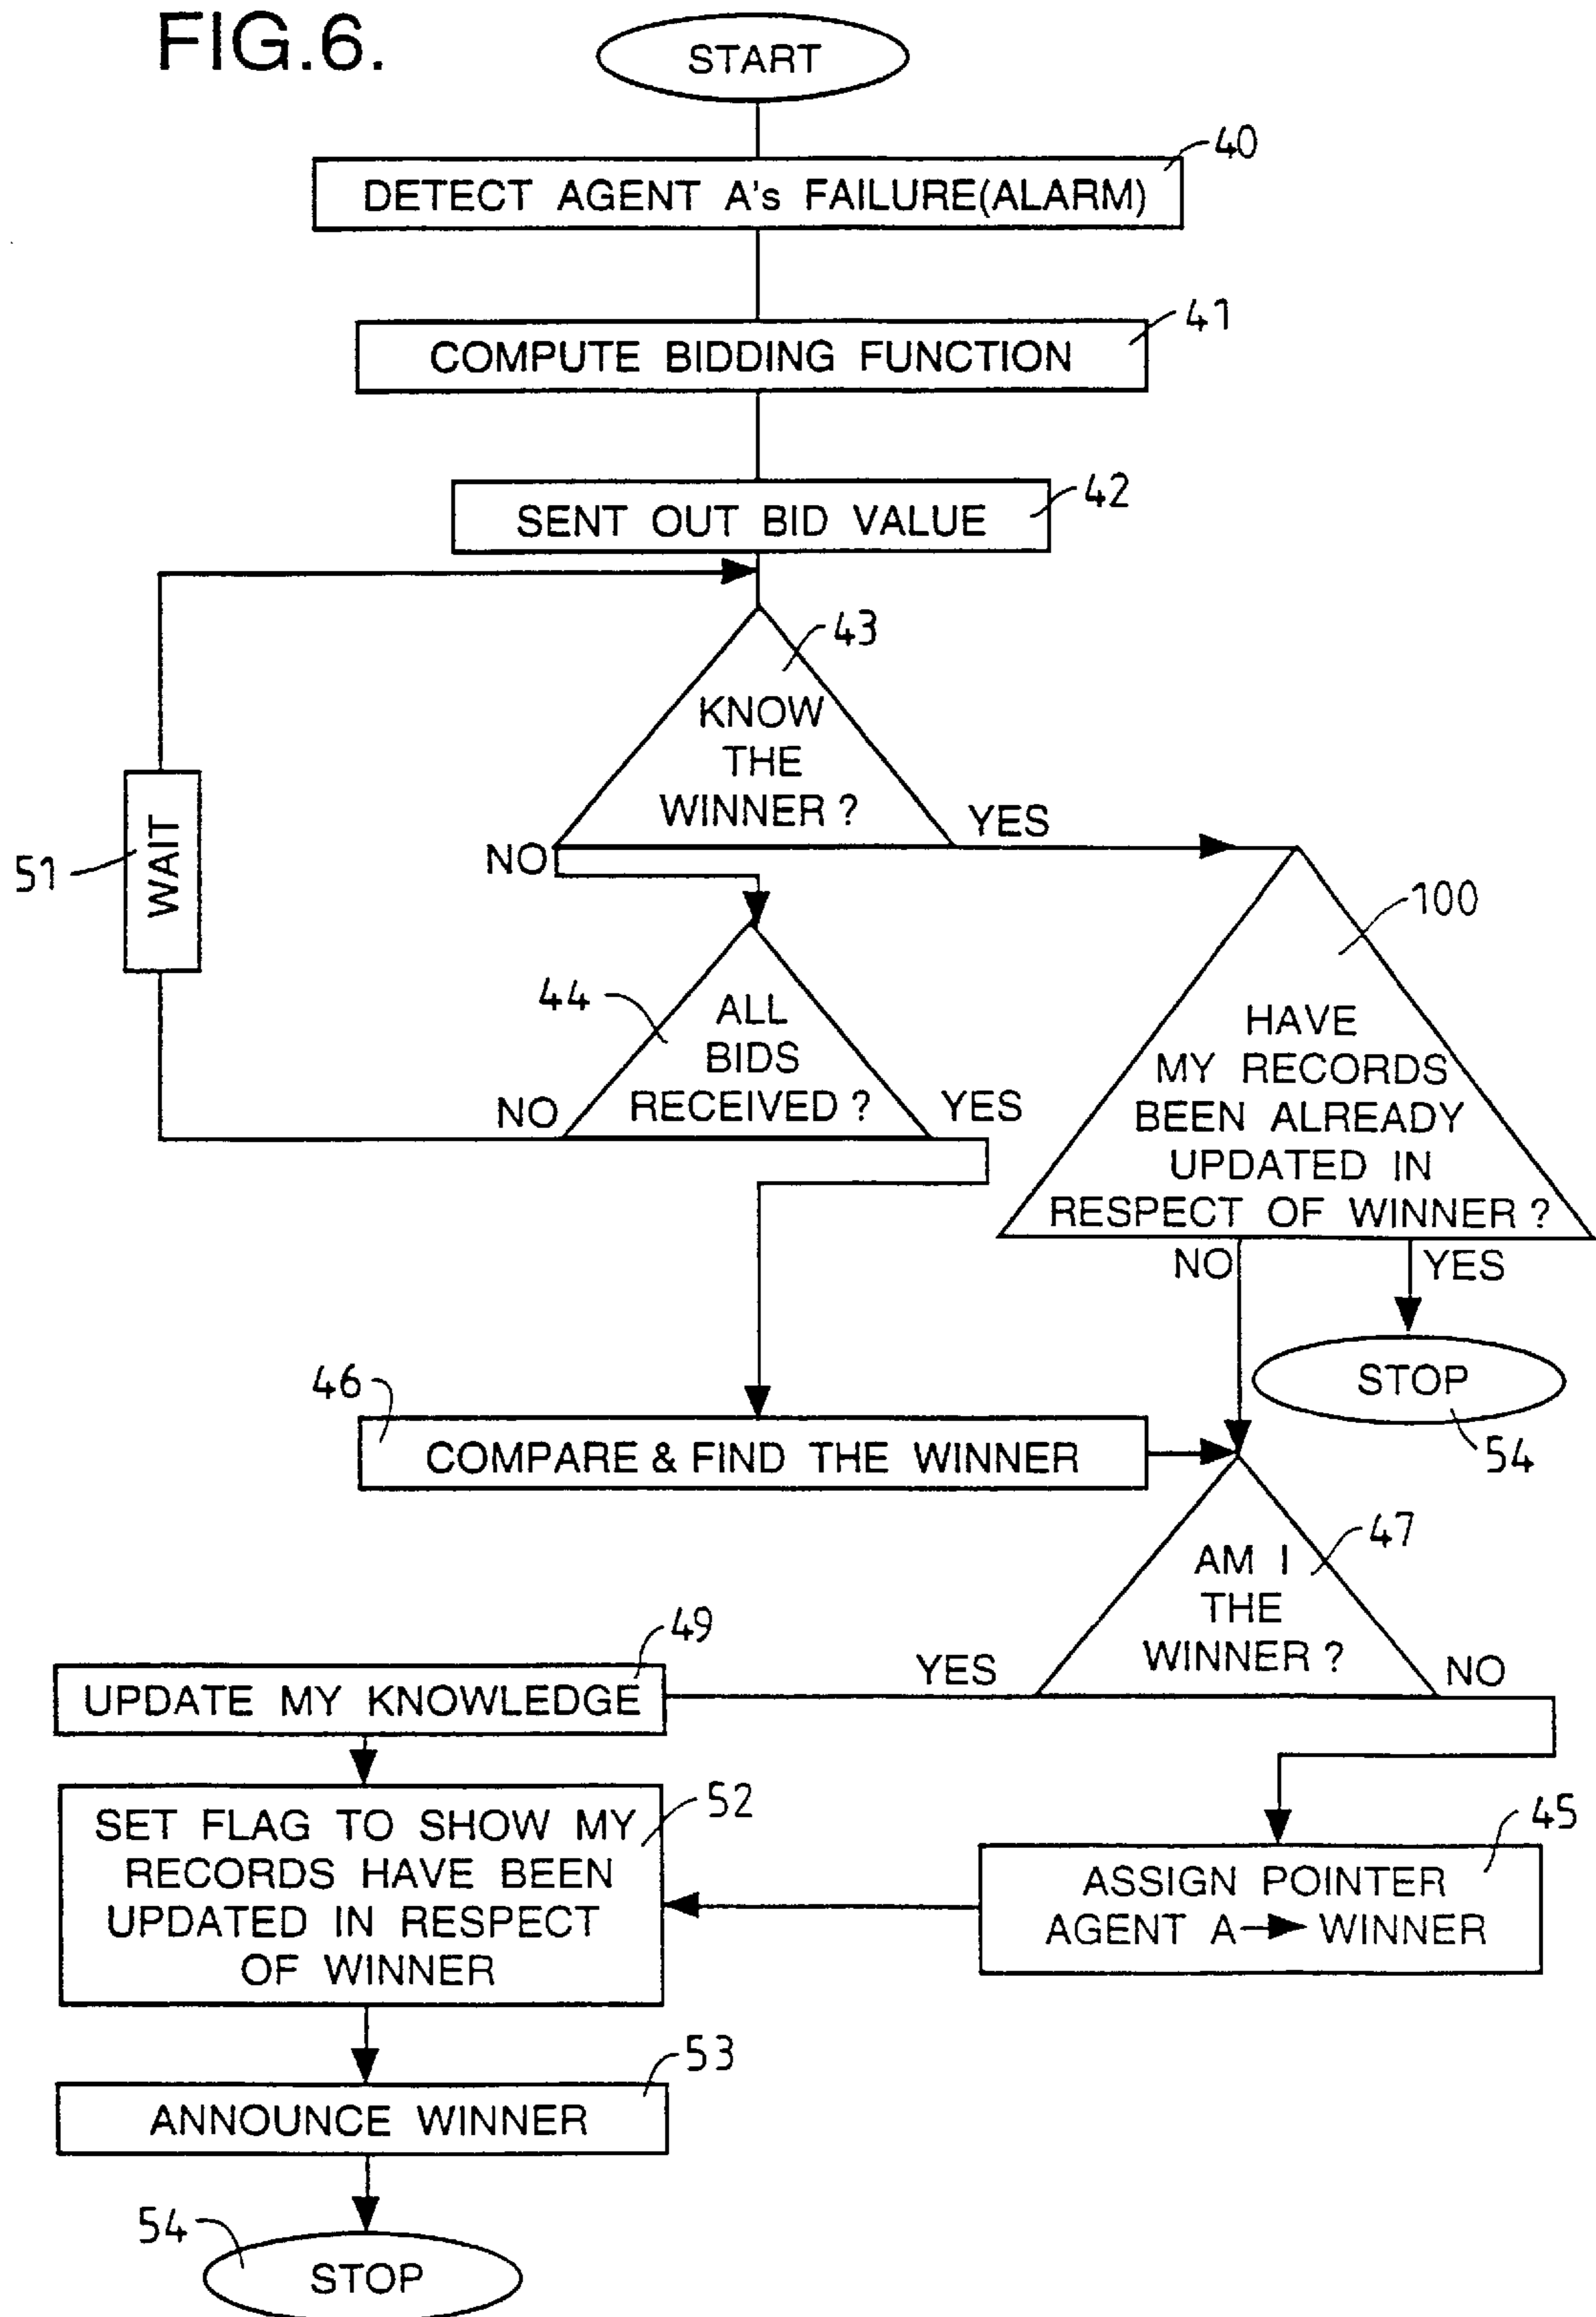 FIG.6.
START
40
DETECT AGENT A's FAILURE(ALARM)
41
COMPUTE BIDDING FUNCTION
42
SENT OUT BID VALUE
43
KNOW
THE
WINNER ?
NO
YES
51
WAIT
100
44
ALL
BIDS
RECEIVED ?
NO
YES
HAVE
MY RECORDS
BEEN ALREADY
UPDATED IN
RESPECT OF WINNER ?
NO
YES
STOP
54
46
COMPARE & FIND THE WINNER
47
AM I
THE
WINNER ?
YES
NO
49
UPDATE MY KNOWLEDGE
52
SET FLAG TO SHOW MY
RECORDS HAVE BEEN
UPDATED IN RESPECT
OF WINNER
45
ASSIGN POINTER
AGENT A→WINNER
53
ANNOUNCE WINNER
54
STOP